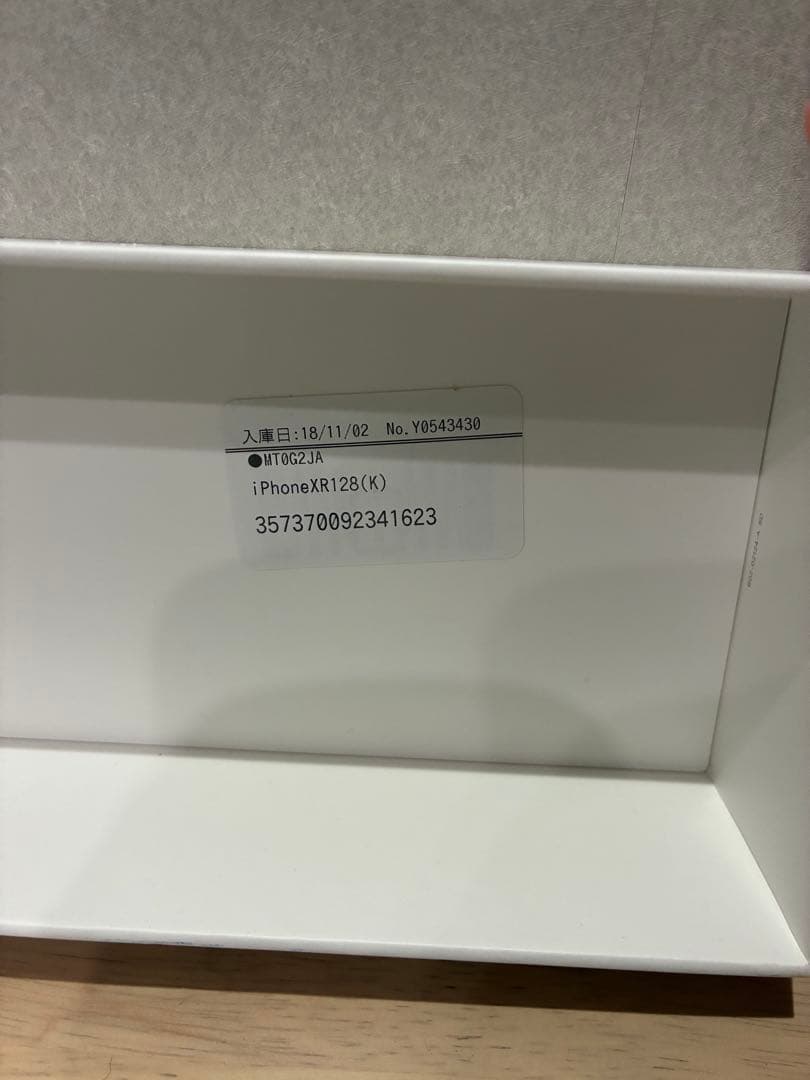 入庫日:18/11/02 No.Y0543430
●MT0G2JA
iPhoneXR128(K)
357370092341623